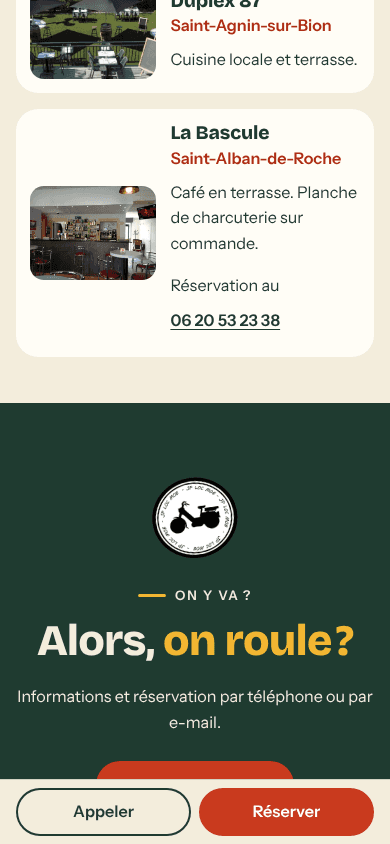 Duplex 87
Saint-Agnin-sur-Bion
Cuisine locale et terrasse.
La Bascule
Saint-Alban-de-Roche
Café en terrasse. Planche
de charcuterie sur
commande.
Réservation au
06 20 53 23 38
ON Y VA ?
Alors, on roule ?
Informations et réservation par téléphone ou par
e-mail.
Appeler
Réserver